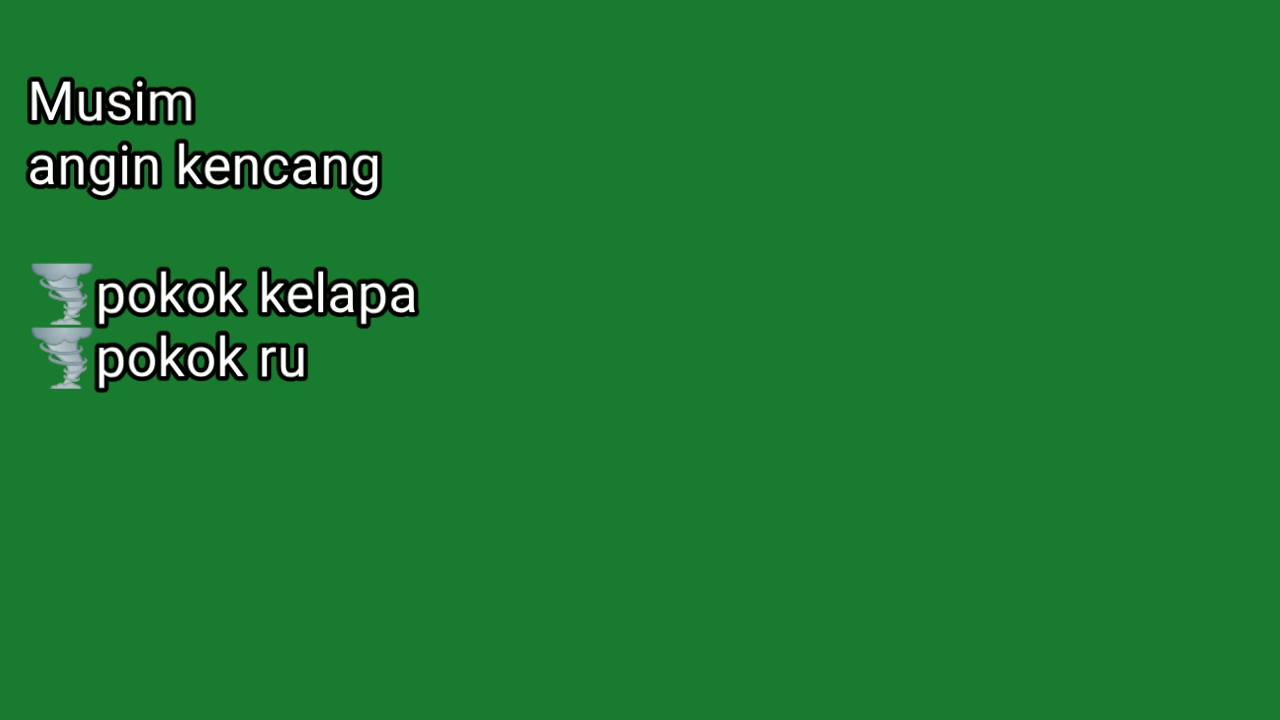 Musim
angin kencang
🌪️pokok kelapa
🌪️pokok ru